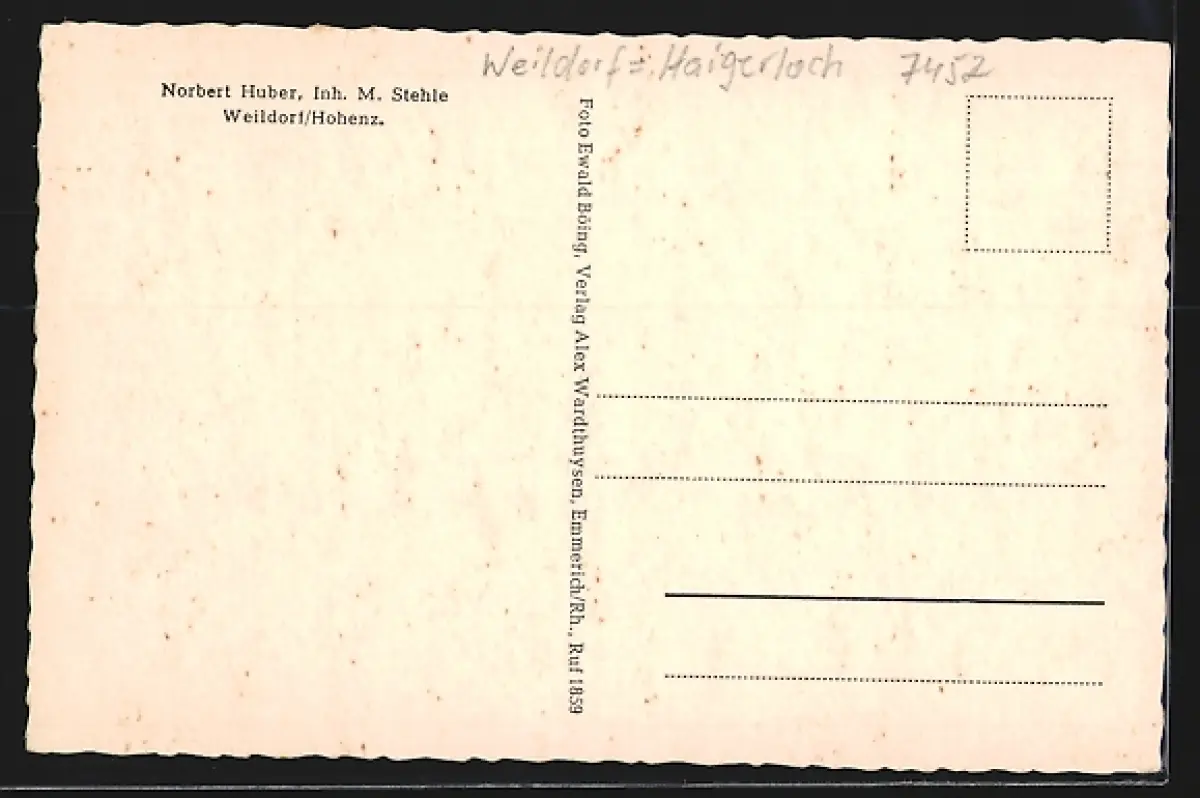 Weildorf=Haigerloch 7452
Norbert Huber, Inh. M. Stehle
Weildorf/Hohenz.
Foto Ewald Böing, Verlag Alex Wardthuysen, Emmerich/Rh., Ruf 1859